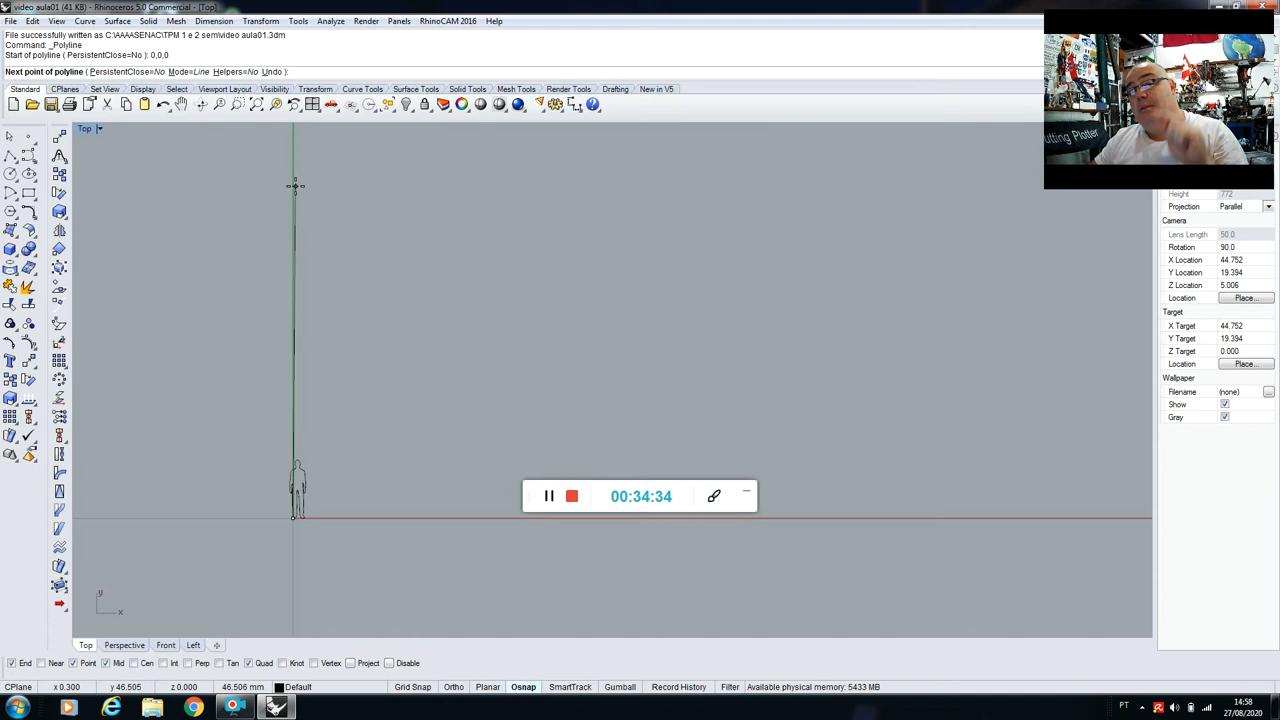 video aula01 (41 KB) - Rhinoceros 5.0 Commercial - [Top]
File Edit View Curve Surface Solid Mesh Dimension Transform Tools Analyze Render Panels RhinoCAM 2016 Help
File successfully written as C:\AAAASENAC\TPM 1 e 2 sem\video aula01.3dm
Command: _Polyline
Start of polyline ( PersistentClose=No ): 0,0,0
Next point of polyline ( PersistentClose=No Mode=Line Helpers=No Undo ):
Standard CPlanes Set View Display Select Viewport Layout Visibility Transform Curve Tools Surface Tools Solid Tools Mesh Tools Render Tools Drafting New in V5
Top
utting Plotter
Height 772
Projection Parallel
Camera
Lens Length 50.0
Rotation 90.0
X Location 44.752
Y Location 19.394
Z Location 5.006
Location Place...
Target
X Target 44.752
Y Target 19.394
Z Target 0.000
Location Place...
Wallpaper
Filename (none) ...
Show
Gray
00:34:34
y
x
Top Perspective Front Left
End Near Point Mid Cen Int Perp Tan Quad Knot Vertex Project Disable
CPlane x 0.300 y 46.505 z 0.000 46.506 mm Default Grid Snap Ortho Planar Osnap SmartTrack Gumball Record History Filter Available physical memory: 5433 MB
PT 14:58
27/08/2020